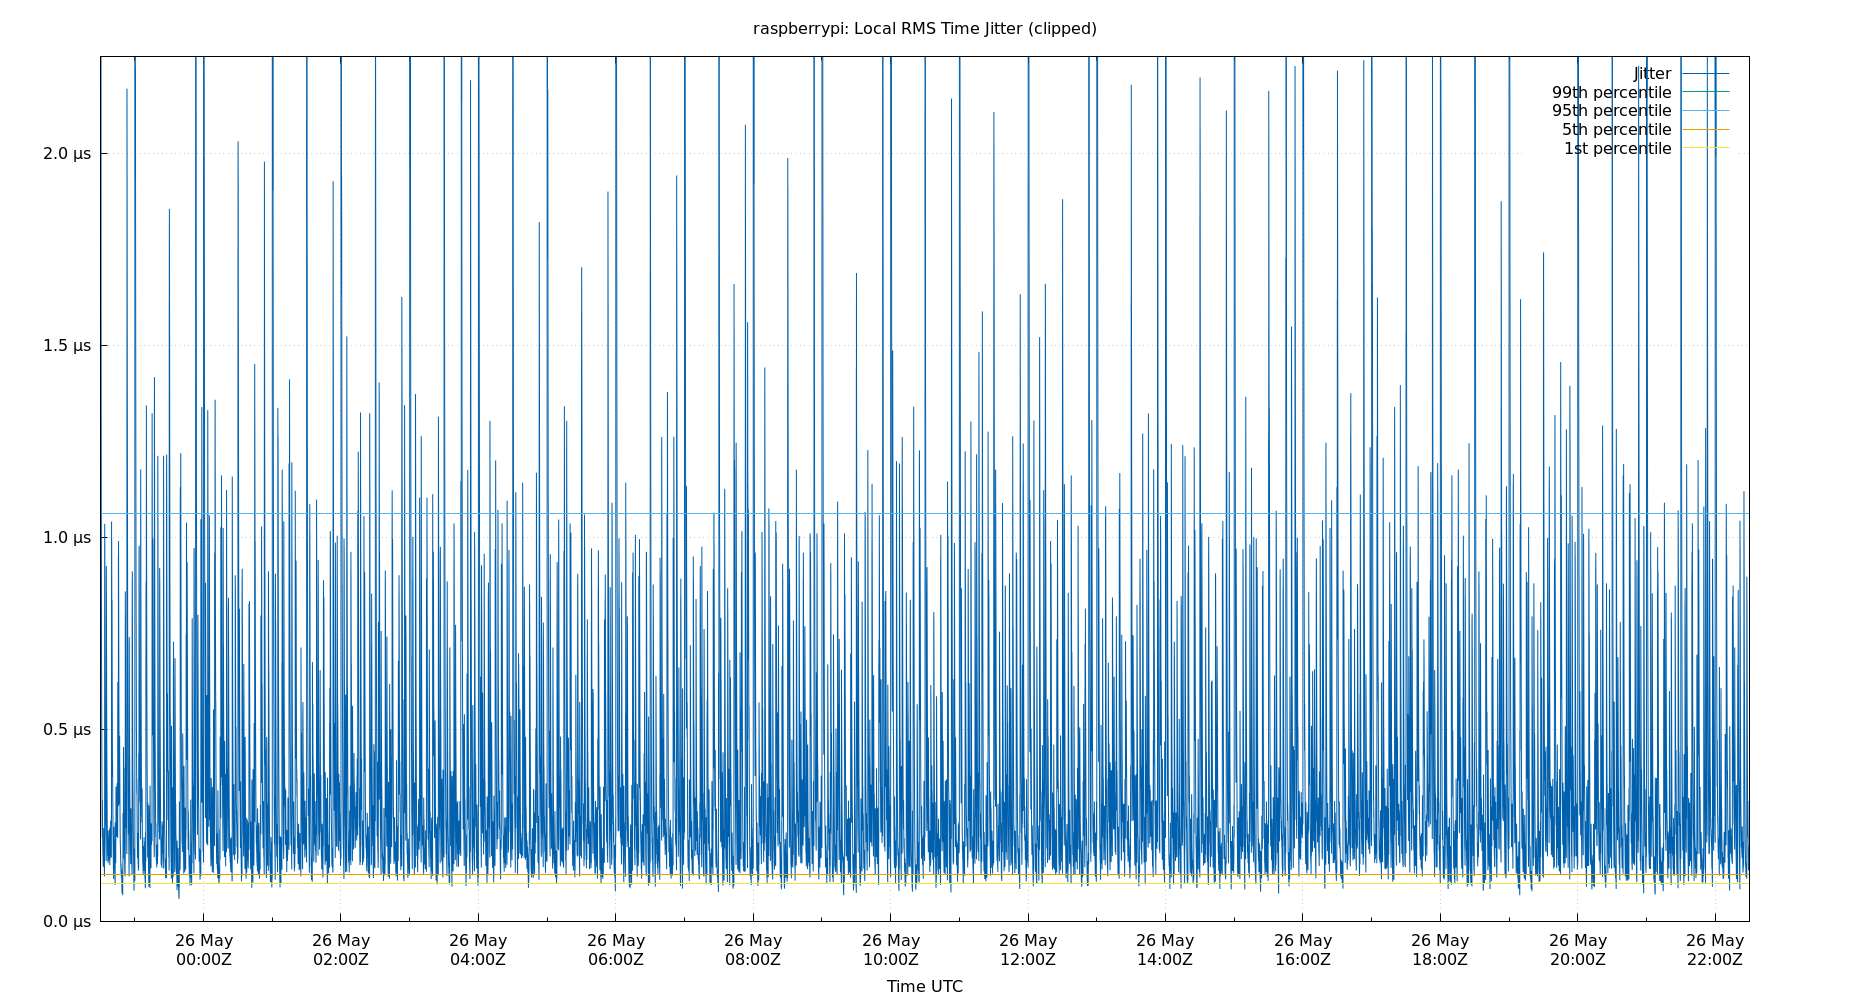 raspberrypi: Local RMS Time Jitter (clipped)
Jitter
99th percentile
95th percentile
5th percentile
1st percentile
2.0 µs
1.5 µs
1.0 µs
0.5 µs
0.0 µs
26 May 26 May 26 May 26 May 26 May 26 May 26 May 26 May 26 May 26 May 26 May 26 May
00:00Z 02:00Z 04:00Z 06:00Z 08:00Z 10:00Z 12:00Z 14:00Z 16:00Z 18:00Z 20:00Z 22:00Z
Time UTC